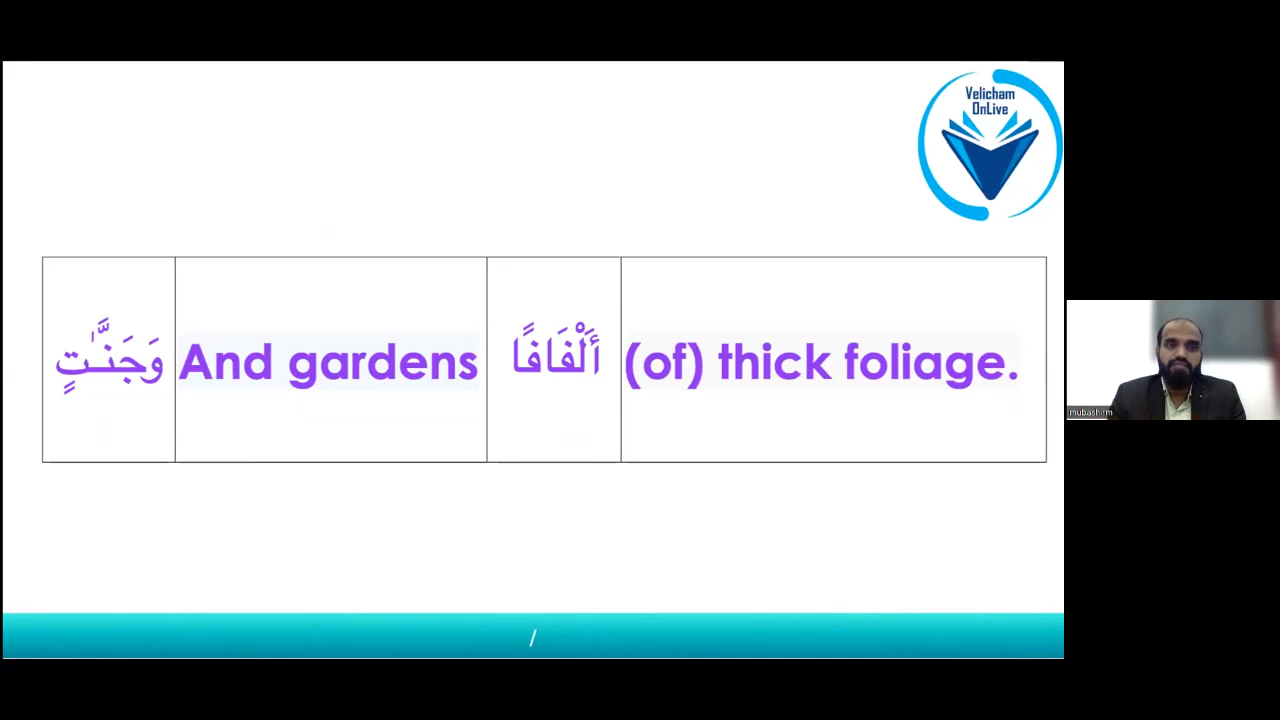 Velicham
OnLive
وَجَنَّـٰتٍ And gardens أَلْفَافًا (of) thick foliage.
mubashirm
/